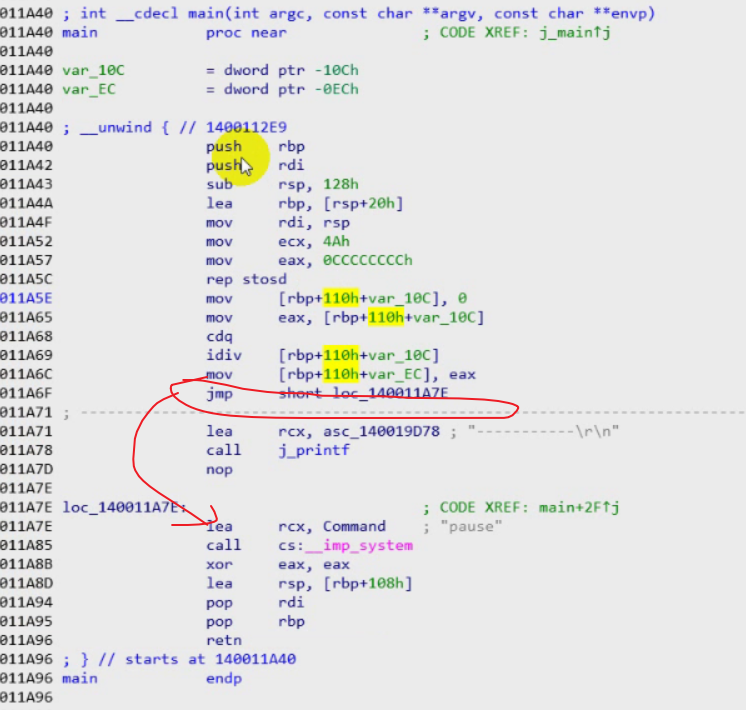 011A40 ; int __cdecl main(int argc, const char **argv, const char **envp)
011A40 main            proc near               ; CODE XREF: j_main↑j
011A40
011A40 var_10C         = dword ptr -10Ch
011A40 var_EC          = dword ptr -0ECh
011A40
011A40 ; __unwind { // 1400112E9
011A40                 push    rbp
011A42                 push    rdi
011A43                 sub     rsp, 128h
011A4A                 lea     rbp, [rsp+20h]
011A4F                 mov     rdi, rsp
011A52                 mov     ecx, 4Ah
011A57                 mov     eax, 0CCCCCCCCh
011A5C                 rep stosd
011A5E                 mov     [rbp+110h+var_10C], 0
011A65                 mov     eax, [rbp+110h+var_10C]
011A68                 cdq
011A69                 idiv    [rbp+110h+var_10C]
011A6C                 mov     [rbp+110h+var_EC], eax
011A6F                 jmp     short loc_140011A7E
011A71 ; ---------------------------------------------------------------------------
011A71                 lea     rcx, asc_140019D78 ; "-----------\r\n"
011A78                 call    j_printf
011A7D                 nop
011A7E
011A7E loc_140011A7E:                          ; CODE XREF: main+2F↑j
011A7E                 lea     rcx, Command    ; "pause"
011A85                 call    cs:__imp_system
011A8B                 xor     eax, eax
011A8D                 lea     rsp, [rbp+108h]
011A94                 pop     rdi
011A95                 pop     rbp
011A96                 retn
011A96 ; } // starts at 140011A40
011A96 main            endp
011A96